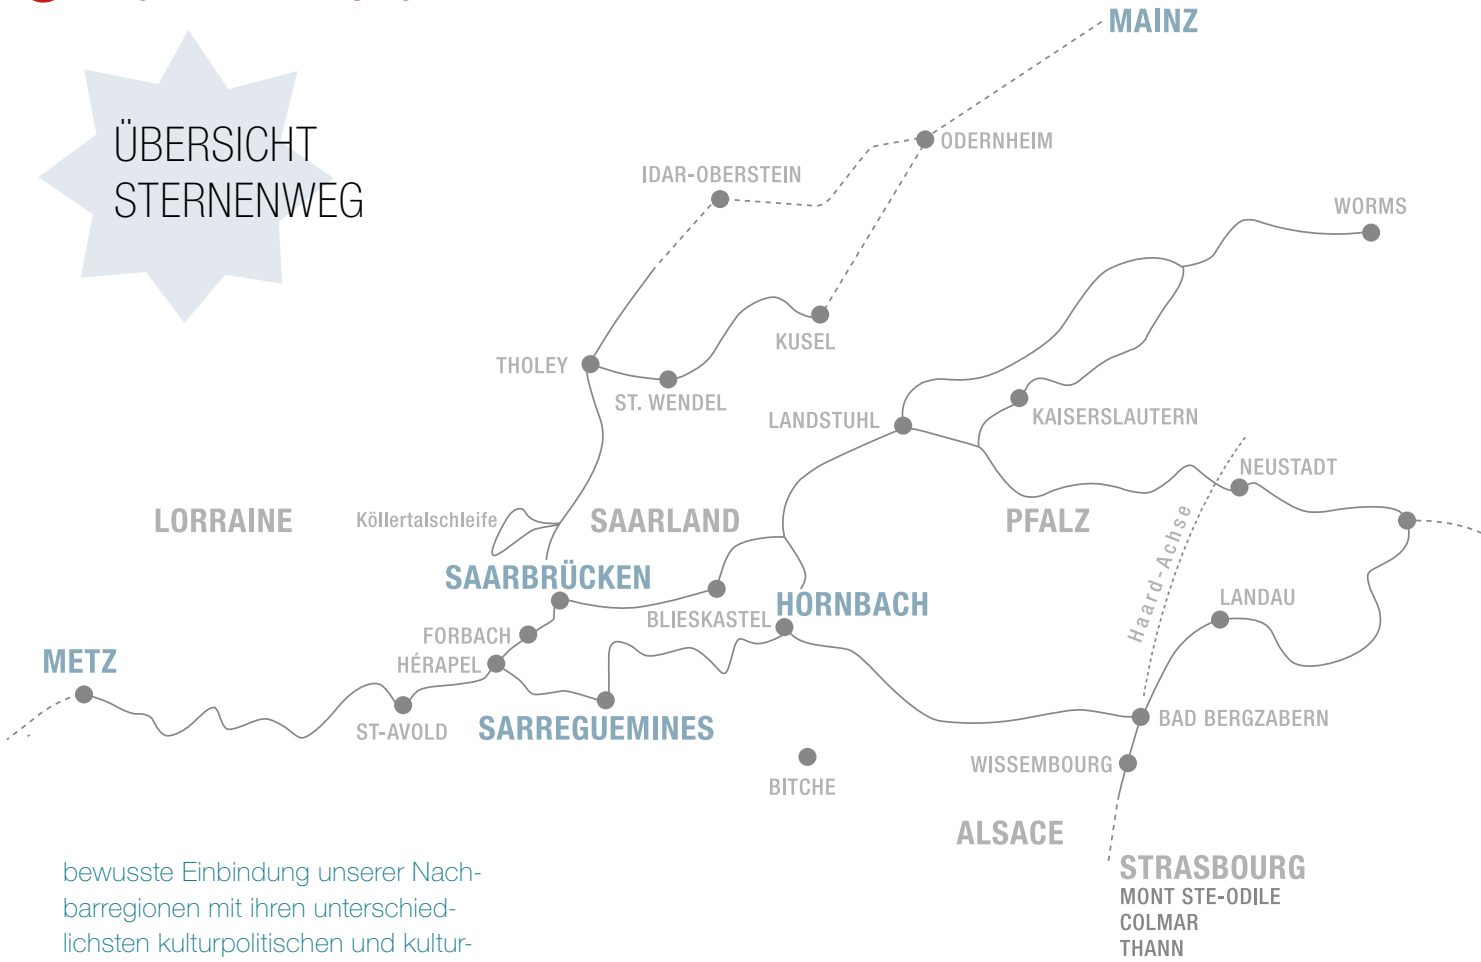 MAINZ
ÜBERSICHT
STERNENWEG
ODERNHEIM
IDAR-OBERSTEIN
WORMS
KUSEL
THOLEY
ST. WENDEL
LANDSTUHL
KAISERSLAUTERN
NEUSTADT
LORRAINE
Köllertalschleife
SAARLAND
PFALZ
Haard-Achse
SAARBRÜCKEN
HORNBACH
BLIESKASTEL
LANDAU
FORBACH
HÉRAPEL
METZ
ST-AVOLD
SARREGUEMINES
BAD BERGZABERN
WISSEMBOURG
BITCHE
ALSACE
STRASBOURG
MONT STE-ODILE
COLMAR
THANN
bewusste Einbindung unserer Nach-
barregionen mit ihren unterschied-
lichsten kulturpolitischen und kultur-